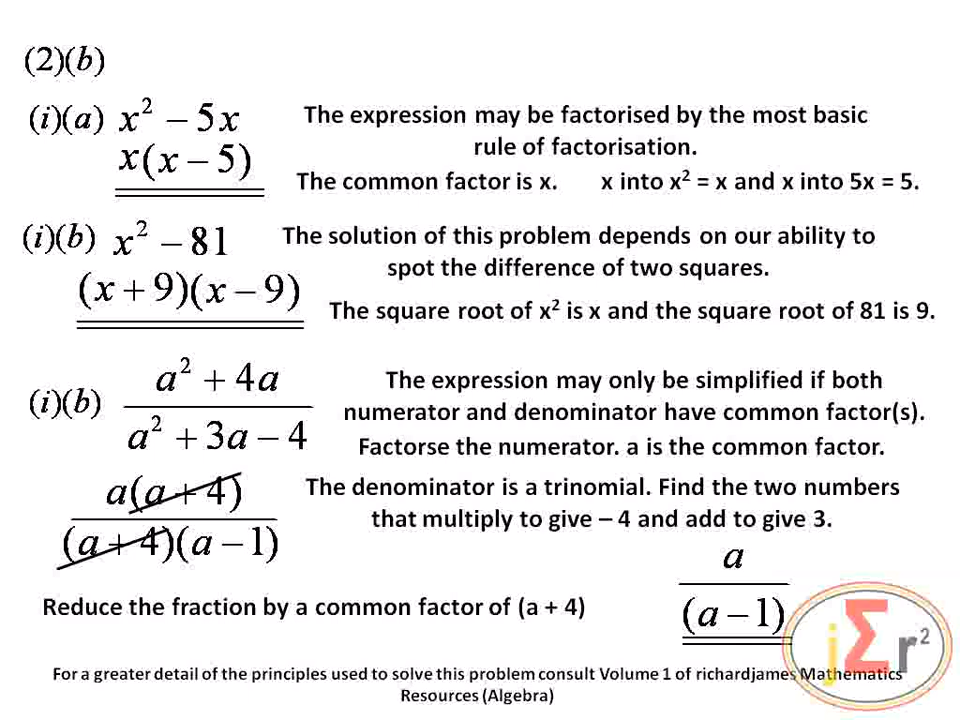 (2)(b)
(i)(a) x² − 5x
The expression may be factorised by the most basic
rule of factorisation.
x(x − 5)
The common factor is x. x into x² = x and x into 5x = 5.
(i)(b) x² − 81
The solution of this problem depends on our ability to
spot the difference of two squares.
(x + 9)(x − 9)
The square root of x² is x and the square root of 81 is 9.
(i)(b)
a² + 4a
a² + 3a − 4
The expression may only be simplified if both
numerator and denominator have common factor(s).
Factorse the numerator. a is the common factor.
a(a + 4)
(a + 4)(a − 1)
The denominator is a trinomial. Find the two numbers
that multiply to give – 4 and add to give 3.
a
(a − 1)
Reduce the fraction by a common factor of (a + 4)
jΣr²
For a greater detail of the principles used to solve this problem consult Volume 1 of richardjames Mathematics
Resources (Algebra)